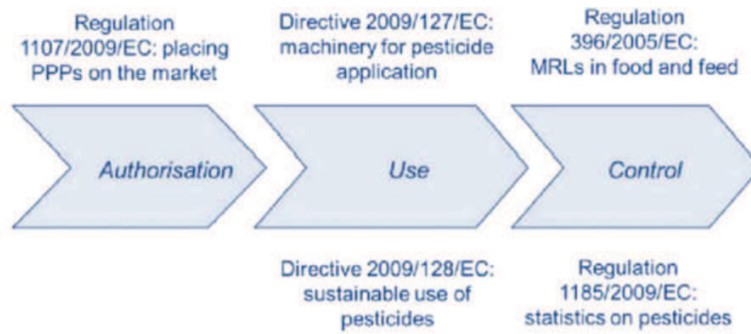 Regulation
1107/2009/EC: placing
PPPs on the market
Directive 2009/127/EC:
machinery for pesticide
application
Regulation
396/2005/EC:
MRLs in food and feed
Authorisation
Use
Control
Directive 2009/128/EC:
sustainable use of
pesticides
Regulation
1185/2009/EC:
statistics on pesticides